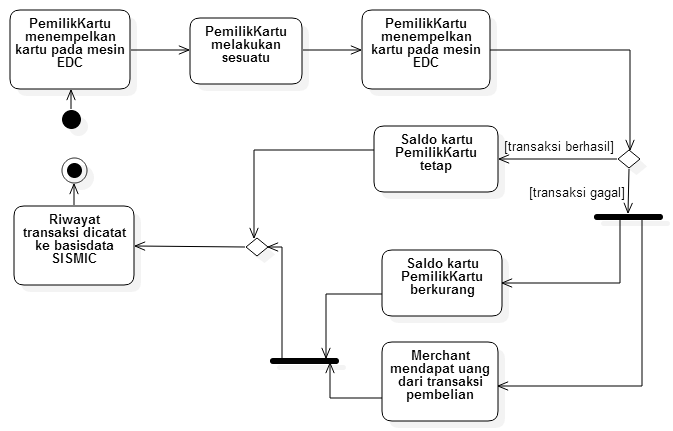 PemilikKartu
menempelkan
kartu pada mesin
EDC
PemilikKartu
melakukan
sesuatu
PemilikKartu
menempelkan
kartu pada mesin
EDC
Saldo kartu
PemilikKartu
tetap
[transaksi berhasil]
[transaksi gagal]
Riwayat
transaksi dicatat
ke basisdata
SISMIC
Saldo kartu
PemilikKartu
berkurang
Merchant
mendapat uang
dari transaksi
pembelian